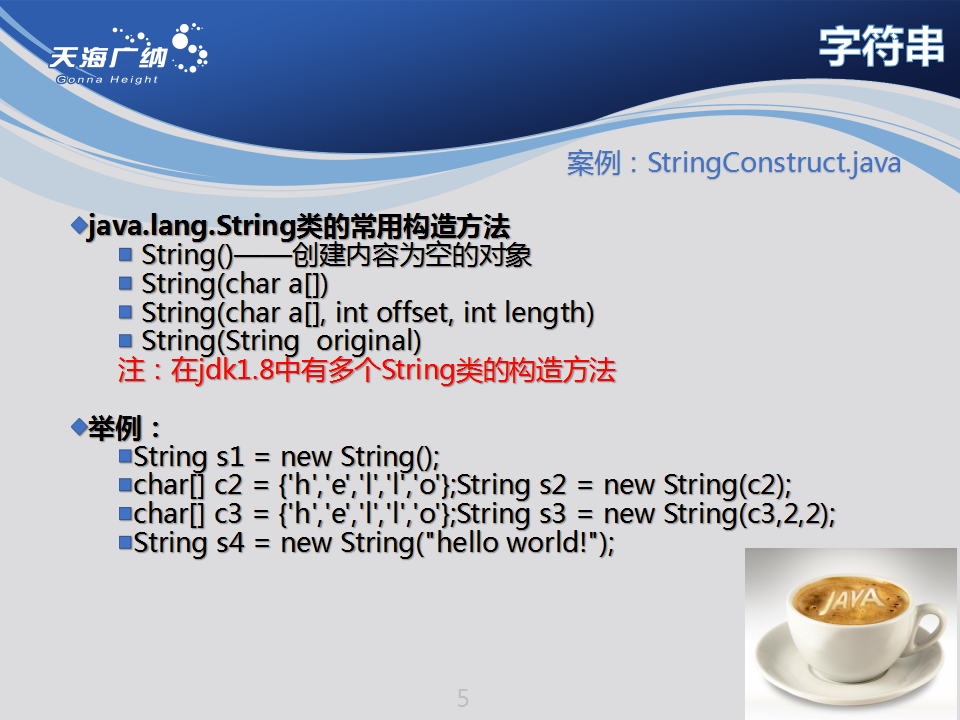 天海广纳
Gonna Height
字符串
案例：StringConstruct.java
java.lang.String类的常用构造方法
String()——创建内容为空的对象
String(char a[])
String(char a[], int offset, int length)
String(String  original)
注：在jdk1.8中有多个String类的构造方法
举例：
String s1 = new String();
char[] c2 = {'h','e','l','l','o'};String s2 = new String(c2);
char[] c3 = {'h','e','l','l','o'};String s3 = new String(c3,2,2);
String s4 = new String("hello world!");
JAVA
5